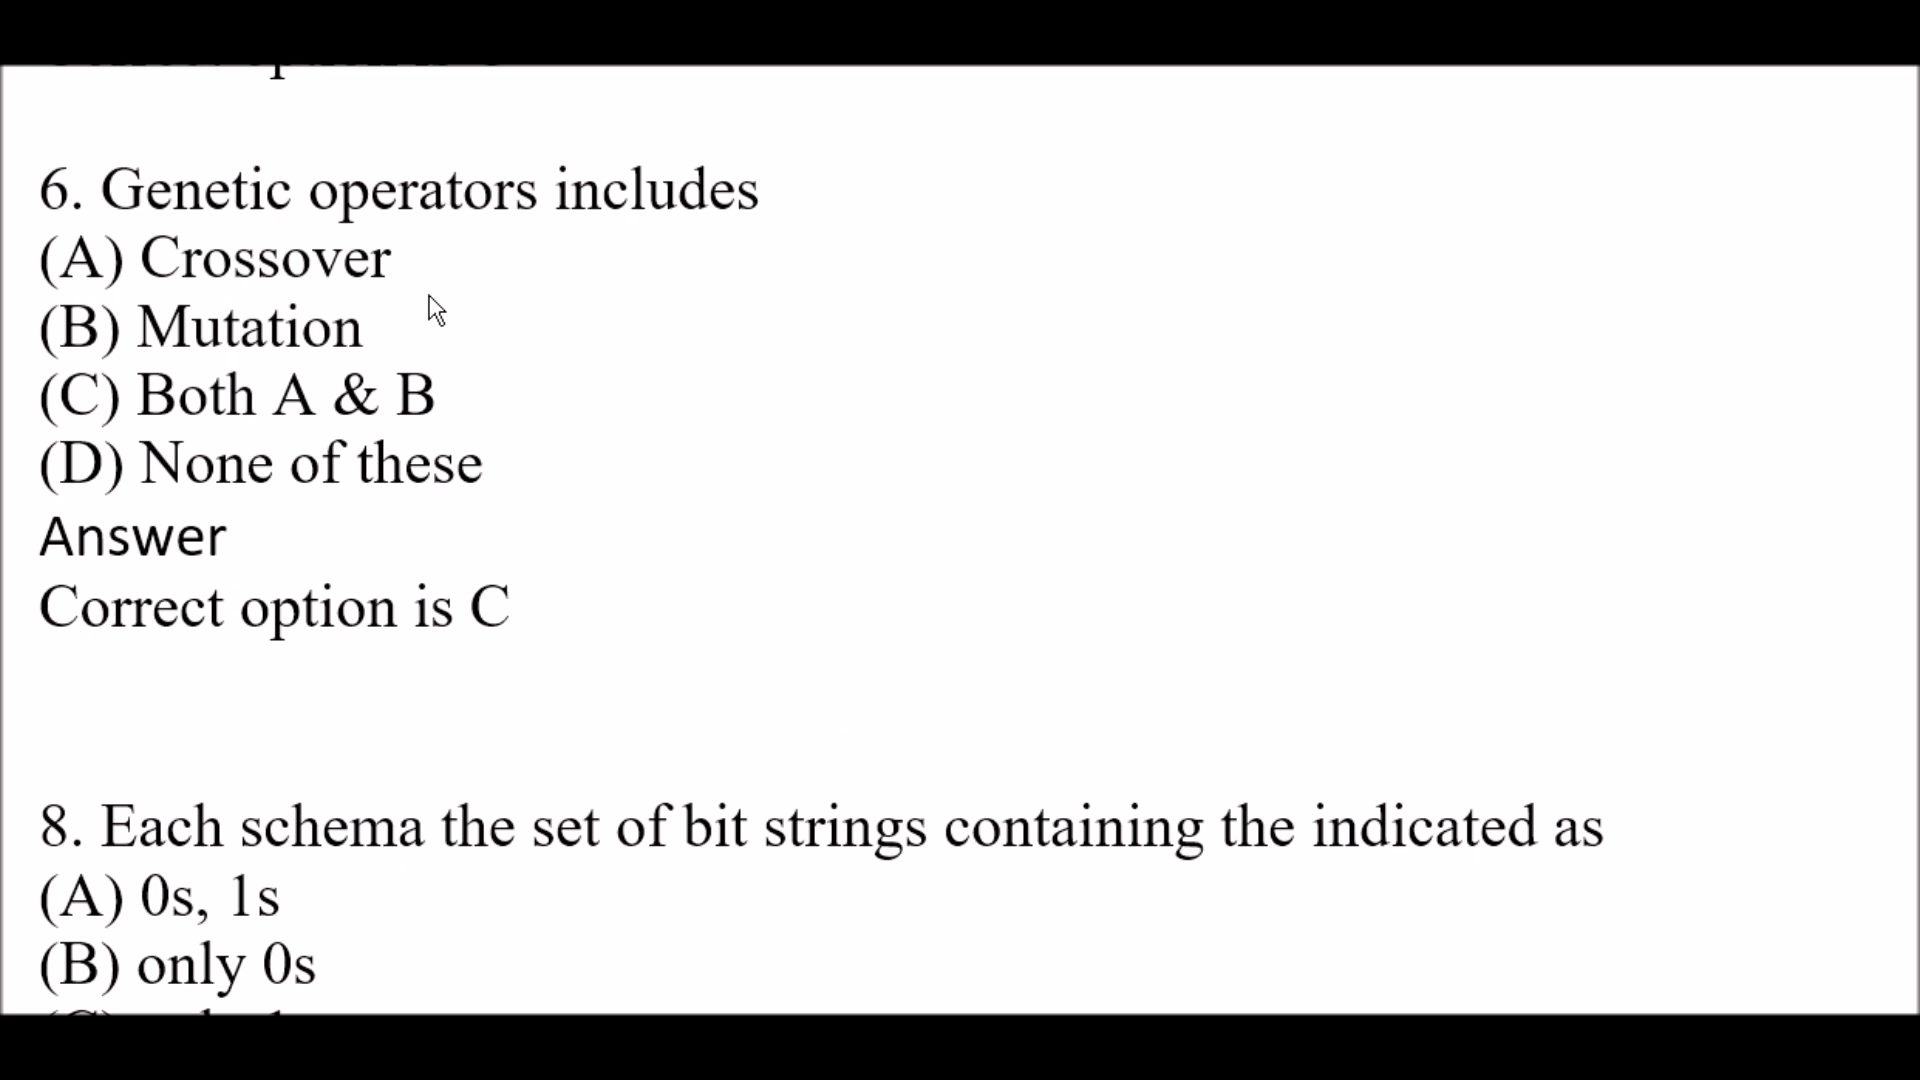 6. Genetic operators includes
(A) Crossover
(B) Mutation
(C) Both A & B
(D) None of these
Answer
Correct option is C
8. Each schema the set of bit strings containing the indicated as
(A) 0s, 1s
(B) only 0s